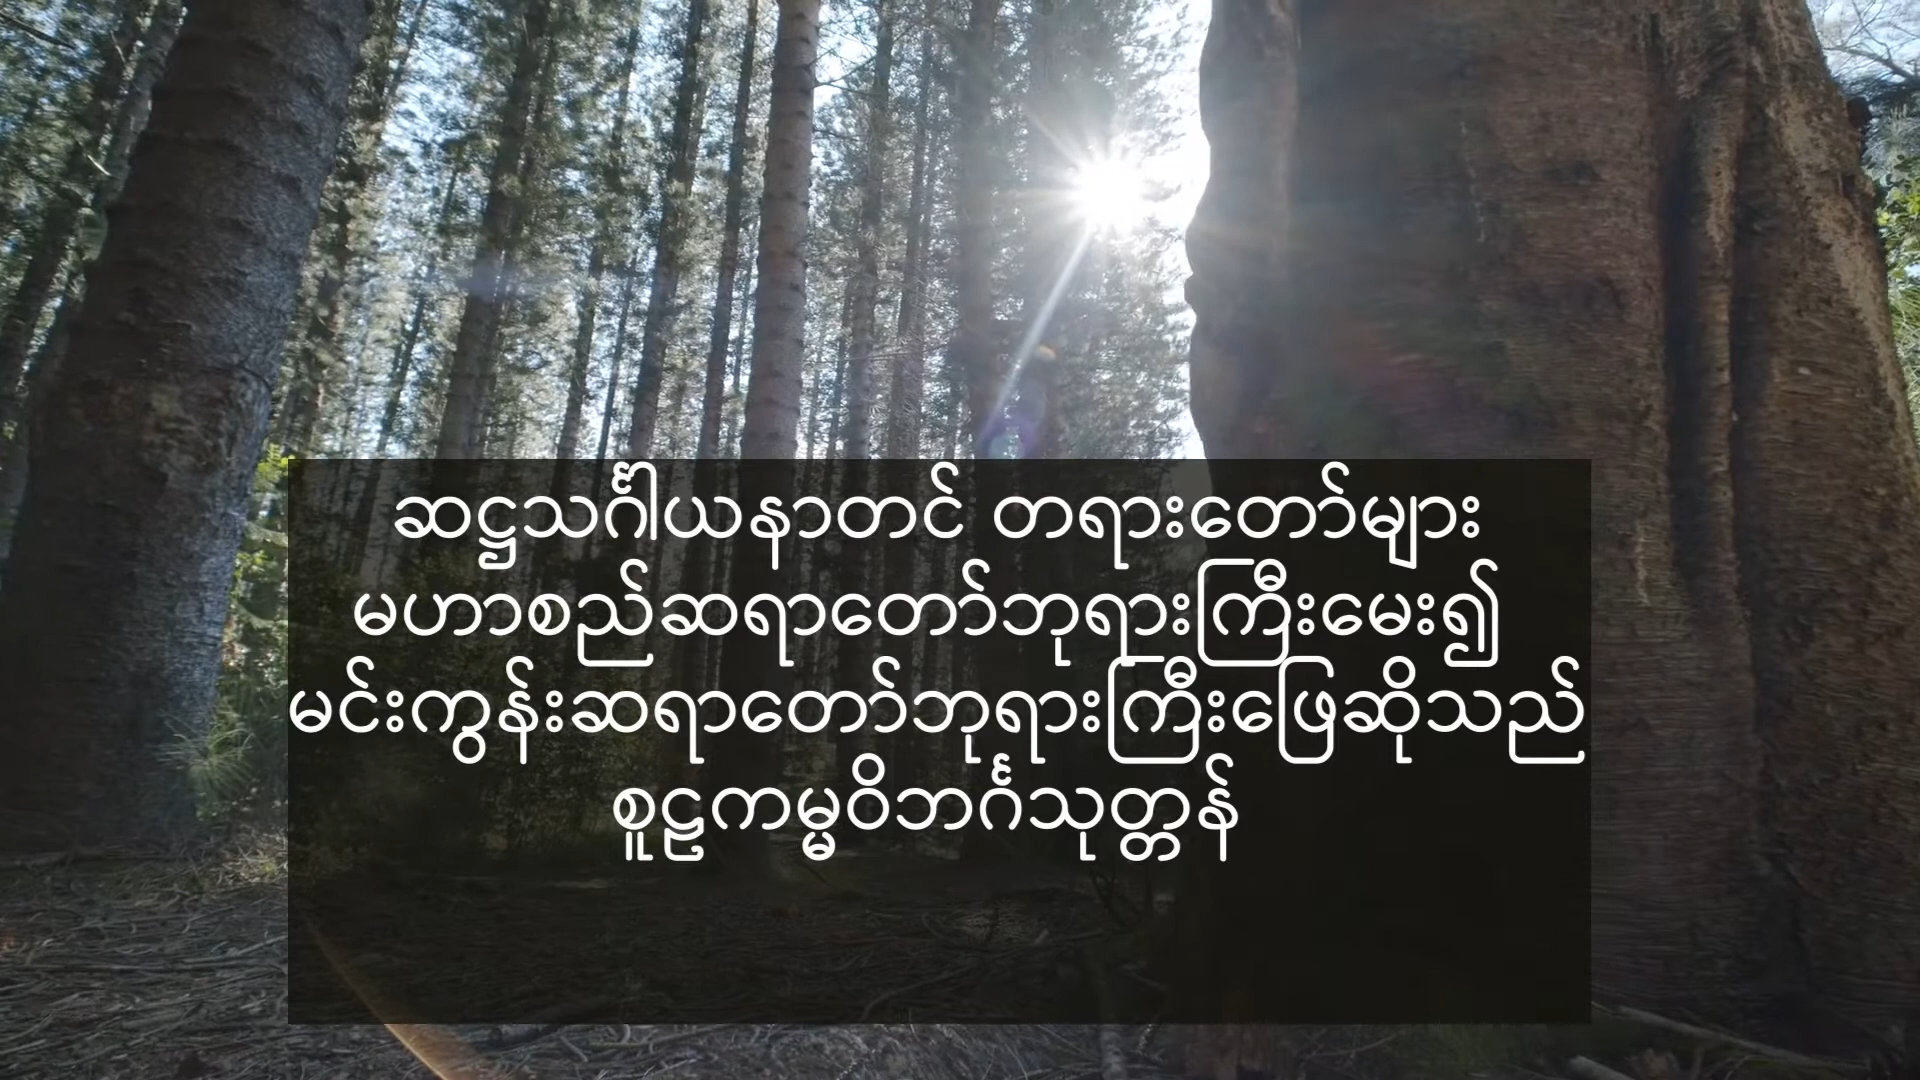 ဆဋ္ဌသင်္ဂါယနာတင် တရားတော်များ
မဟာစည်ဆရာတော်ဘုရားကြီးမေး၍
မင်းကွန်းဆရာတော်ဘုရားကြီးဖြေဆိုသည်
စူဠကမ္မဝိဘင်္ဂသုတ္တန်